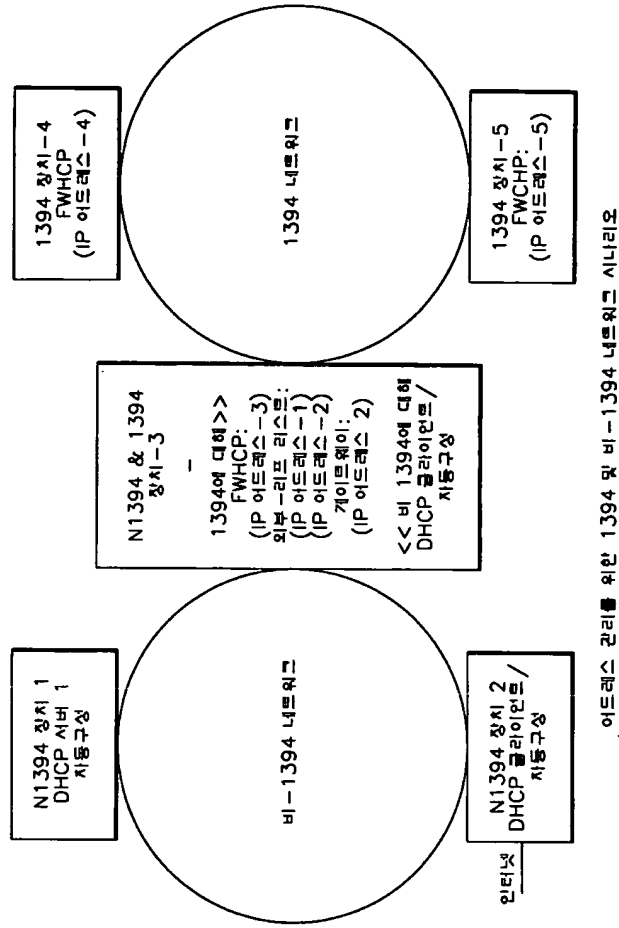 N1394 장치 1
DHCP 서버 1
자동구성
비-1394 네트워크
N1394 장치 2
DHCP 클라이언트/
자동구성
인터넷
N1394 & 1394
장치-3
-
1394에 대해>>
FWHCP:
(IP 어드레스-3)
외부-리프 리스트:
(IP 어드레스-1)
(IP 어드레스-2)
게이트웨이:
(IP 어드레스 2)
<< 비 1394에 대해
DHCP 클라이언트/
자동구성
1394 장치-4
FWHCP
(IP 어드레스-4)
1394 네트워크
1394 장치-5
FWCHP:
(IP 어드레스-5)
어드레스 관리를 위한 1394 및 비-1394 네트워크 시나리오